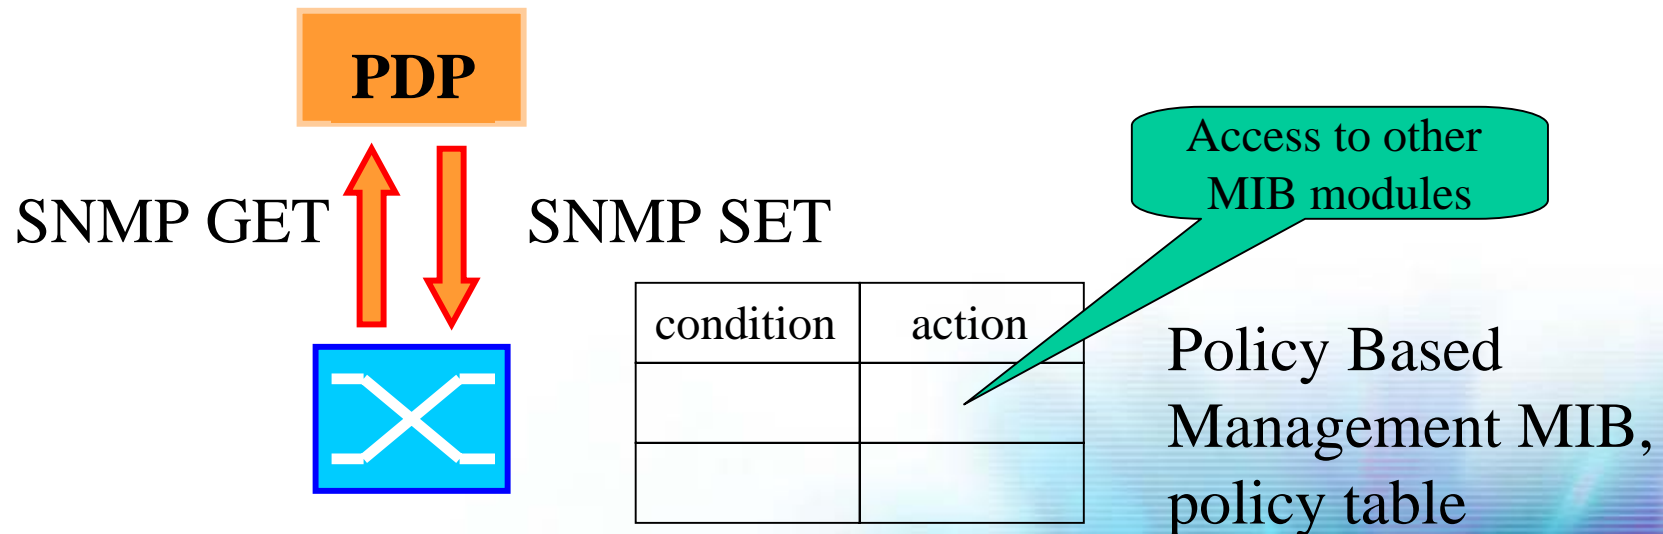 PDP
Access to other
MIB modules
SNMP GET
SNMP SET
condition
action
Policy Based
Management MIB,
policy table